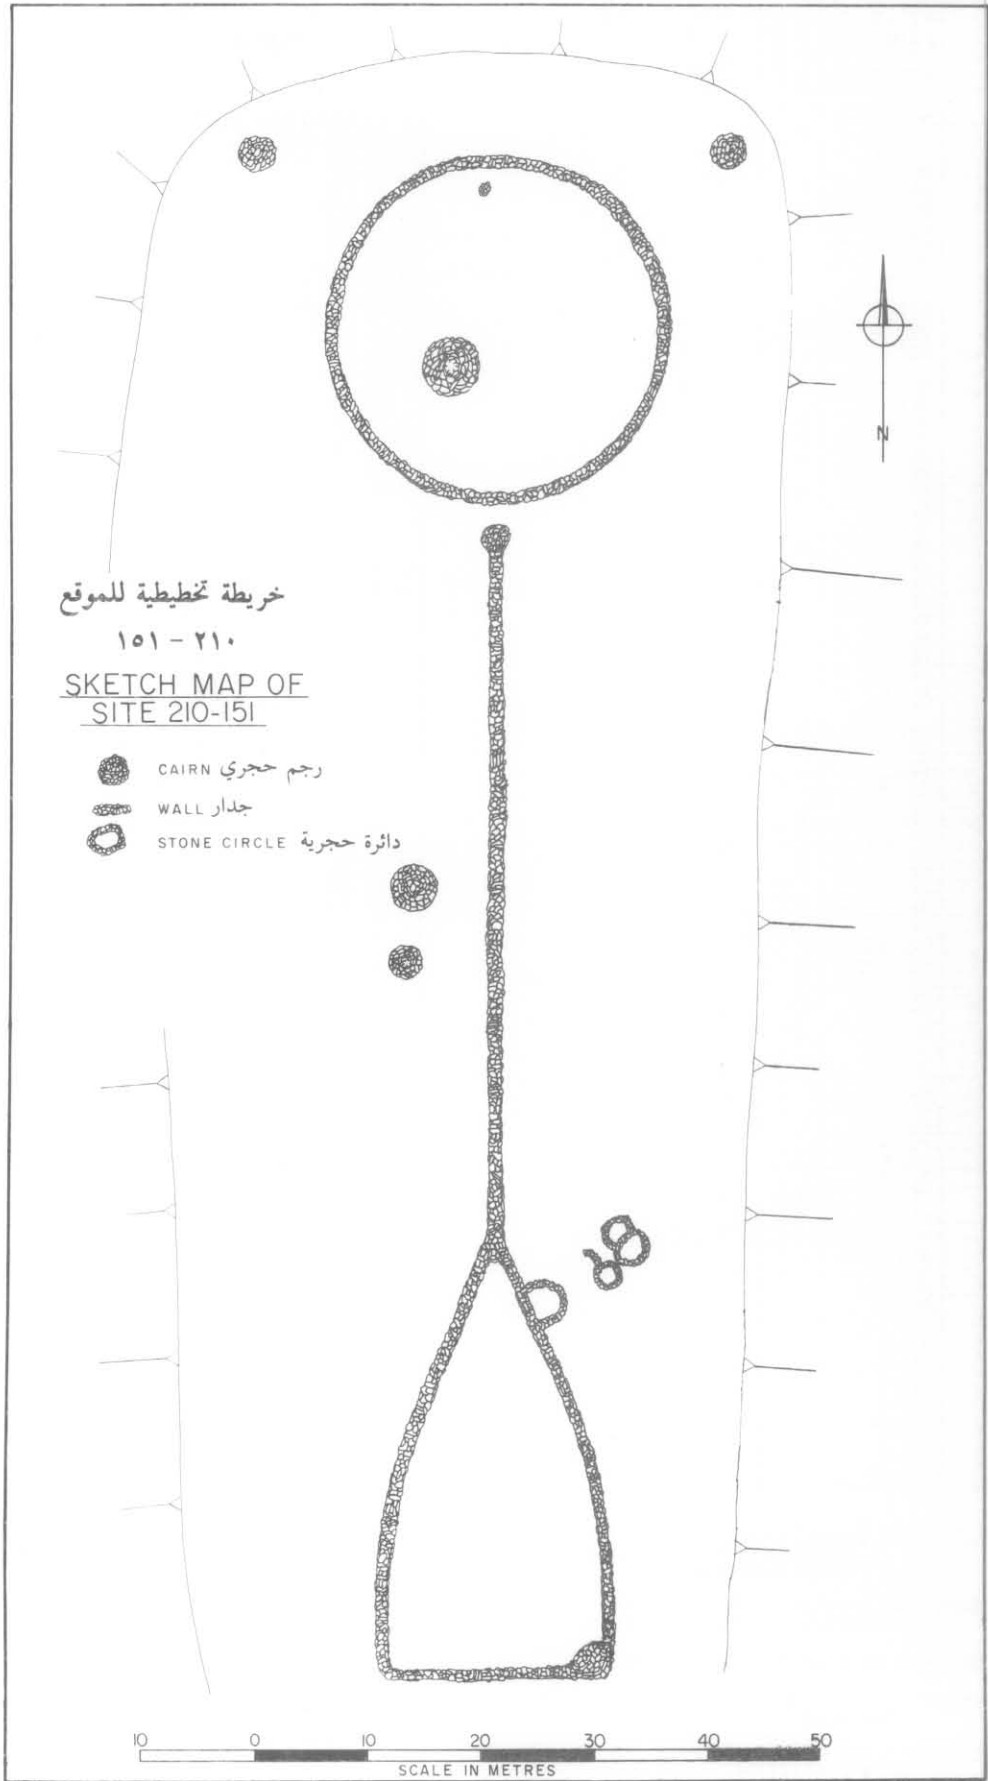 N
خريطة تخطيطية للموقع
٢١٠ – ١٥١
SKETCH MAP OF
SITE 210-151
CAIRN رجم حجري
WALL جدار
STONE CIRCLE دائرة حجرية
10 0 10 20 30 40 50
SCALE IN METRES